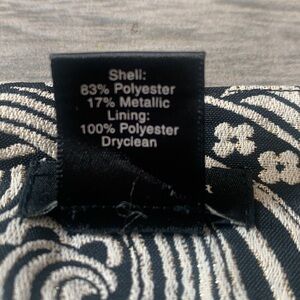 Shell:
83% Polyester
17% Metallic
Lining:
100% Polyester
Dryclean